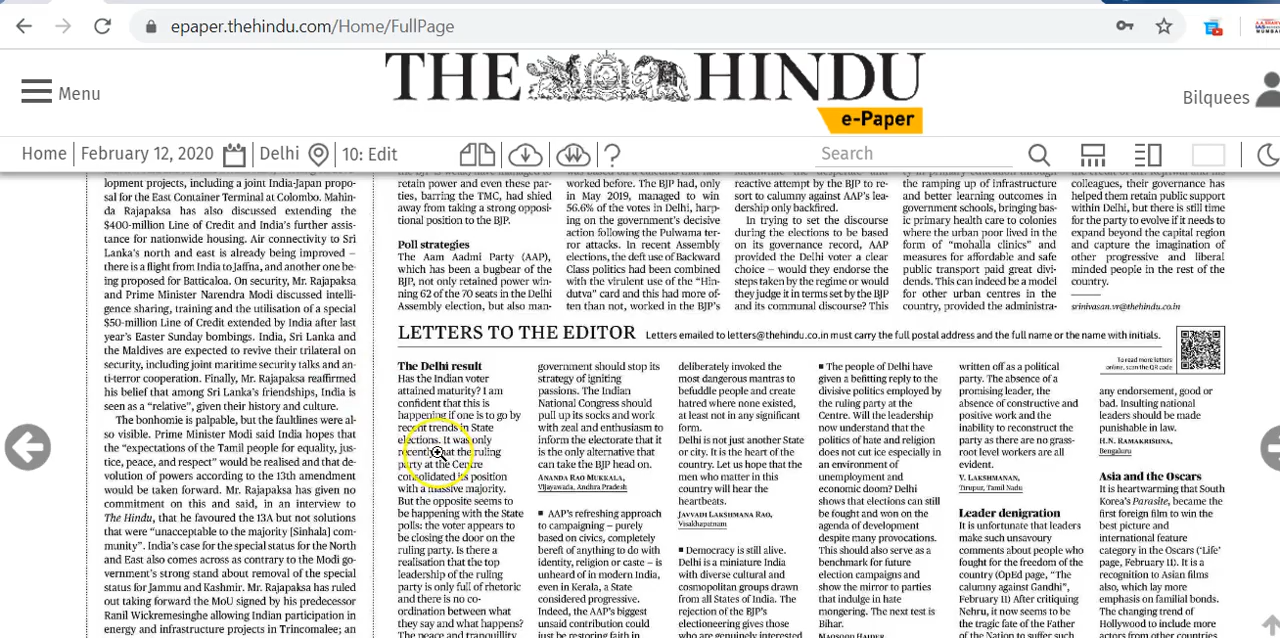 epaper.thehindu.com/Home/FullPage
Menu
THE HINDU
e-Paper
Bilquees
Home February 12, 2020 Delhi 10: Edit
Search
lopment projects, including a joint India-Japan propo-
sal for the East Container Terminal at Colombo. Mahin-
da Rajapaksa has also discussed extending the
$400-million Line of Credit and India's further assis-
tance for nationwide housing. Air connectivity to Sri
Lanka's north and east is already being improved –
there is a flight from India to Jaffna, and another one be-
ing proposed for Batticaloa. On security, Mr. Rajapaksa
and Prime Minister Narendra Modi discussed intelli-
gence sharing, training and the utilisation of a special
$50-million Line of Credit extended by India after last
year's Easter Sunday bombings. India, Sri Lanka and
the Maldives are expected to revive their trilateral on
security, including joint maritime security talks and an-
ti-terror cooperation. Finally, Mr. Rajapaksa reaffirmed
his belief that among Sri Lanka's friendships, India is
seen as a "relative", given their history and culture.
The bonhomie is palpable, but the faultlines were al-
so visible. Prime Minister Modi said India hopes that
the "expectations of the Tamil people for equality, jus-
tice, peace, and respect" would be realised and that de-
volution of powers according to the 13th amendment
would be taken forward. Mr. Rajapaksa has given no
commitment on this and said, in an interview to
The Hindu, that he favoured the 13A but not solutions
that were "unacceptable to the majority [Sinhala] com-
munity". India's case for the special status for the North
and East also comes across as contrary to the Modi go-
vernment's strong stand about removal of the special
status for Jammu and Kashmir. Mr. Rajapaksa has ruled
out taking forward the MoU signed by his predecessor
Ranil Wickremesinghe allowing Indian participation in
energy and infrastructure projects in Trincomalee; an
retain power and even these par-
ties, barring the TMC, had shied
away from taking a strong opposi-
tional position to the BJP.
Poll strategies
The Aam Aadmi Party (AAP),
which has been a bugbear of the
BJP, not only retained power win-
ning 62 of the 70 seats in the Delhi
Assembly election, but also man-
worked before. The BJP had, only
in May 2019, managed to win
56.6% of the votes in Delhi, harp-
ing on the government's decisive
action following the Pulwama ter-
ror attacks. In recent Assembly
elections, the deft use of Backward
Class politics had been combined
with the virulent use of the "Hin-
dutva" card and this had more of-
ten than not, worked in the BJP's
reactive attempt by the BJP to re-
sort to calumny against AAP's lea-
dership only backfired.
In trying to set the discourse
during the elections to be based
on its governance record, AAP
provided the Delhi voter a clear
choice – would they endorse the
steps taken by the regime or would
they judge it in terms set by the BJP
and its communal discourse? This
the ramping up of infrastructure
and better learning outcomes in
government schools, bringing bas-
ic primary health care to colonies
where the urban poor lived in the
form of "mohalla clinics" and
measures for affordable and safe
public transport paid great divi-
dends. This can indeed be a model
for other urban centres in the
country, provided the administra-
colleagues, their governance has
helped them retain public support
within Delhi, but there is still time
for the party to evolve if it needs to
expand beyond the capital region
and capture the imagination of
other progressive and liberal
minded people in the rest of the
country.
srinivasan.vr@thehindu.co.in
LETTERS TO THE EDITOR Letters emailed to letters@thehindu.co.in must carry the full postal address and the full name or the name with initials.
To read more letters
online, scan the QR code
The Delhi result
Has the Indian voter
attained maturity? I am
confident that this is
happening if one is to go by
recent trends in State
elections. It was only
recently that the ruling
party at the Centre
consolidated its position
with a massive majority.
But the opposite seems to
be happening with the State
polls: the voter appears to
be closing the door on the
ruling party. Is there a
realisation that the top
leadership of the ruling
party is only full of rhetoric
and there is no co-
ordination between what
they say and what happens?
The peace and tranquillity
government should stop its
strategy of igniting
passions. The Indian
National Congress should
pull up its socks and work
with zeal and enthusiasm to
inform the electorate that it
is the only alternative that
can take the BJP head on.
ANANDA RAO MUKKALA,
Vijayawada, Andhra Pradesh
■ AAP's refreshing approach
to campaigning – purely
based on civics, completely
bereft of anything to do with
identity, religion or caste – is
unheard of in modern India,
even in Kerala, a State
considered progressive.
Indeed, the AAP's biggest
unsaid contribution could
just be restoring faith in
deliberately invoked the
most dangerous mantras to
befuddle people and create
hatred where none existed,
at least not in any significant
form.
Delhi is not just another State
or city. It is the heart of the
country. Let us hope that the
men who matter in this
country will hear the
heartbeats.
JAVVADI LAKSHMANA RAO,
Visakhapatnam
■ Democracy is still alive.
Delhi is a miniature India
with diverse cultural and
cosmopolitan groups drawn
from all States of India. The
rejection of the BJP's
electioneering gives those
who are genuinely interested
■ The people of Delhi have
given a befitting reply to the
divisive politics employed by
the ruling party at the
Centre. Will the leadership
now understand that the
politics of hate and religion
does not cut ice especially in
an environment of
unemployment and
economic doom? Delhi
shows that elections can still
be fought and won on the
agenda of development
despite many provocations.
This should also serve as a
benchmark for future
election campaigns and
show the mirror to parties
that indulge in hate
mongering. The next test is
Bihar.
MAQSOOD HAIDER,
written off as a political
party. The absence of a
promising leader, the
absence of constructive and
positive work and the
inability to reconstruct the
party as there are no grass-
root level workers are all
evident.
V. LAKSHMANAN,
Tirupur, Tamil Nadu
Leader denigration
It is unfortunate that leaders
make such unsavoury
comments about people who
fought for the freedom of the
country (OpEd page, "The
calumny against Gandhi",
February 11) After critiquing
Nehru, it now seems to be
the tragic fate of the Father
of the Nation to suffer such
any endorsement, good or
bad. Insulting national
leaders should be made
punishable in law.
H.N. RAMAKRISHNA,
Bengaluru
Asia and the Oscars
It is heartwarming that South
Korea's Parasite, became the
first foreign film to win the
best picture and
international feature
category in the Oscars ('Life'
page, February 11). It is a
recognition to Asian films
also, which lay more
emphasis on familial bonds.
The changing trend of
Hollywood to include more
actors from other countries